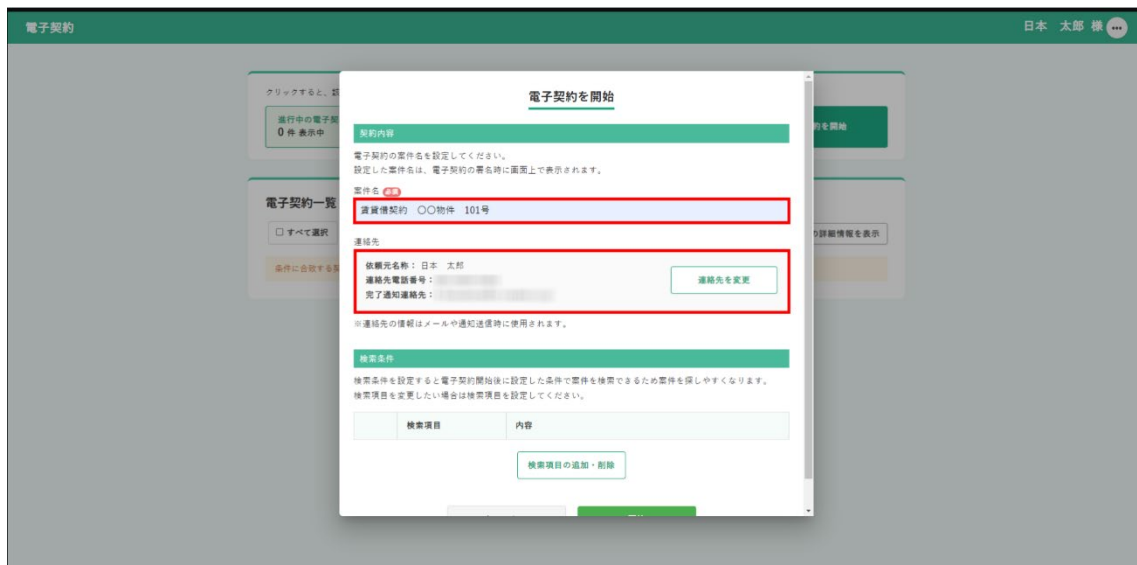 電子契約
日本 太郎 様
クリックすると、
進行中の電子契
0 件 表示中
約を開始
電子契約一覧
すべて選択
の詳細情報を表示
条件に合致する契
電子契約を開始
契約内容
電子契約の案件名を設定してください。
設定した案件名は、電子契約の署名時に画面上で表示されます。
案件名 必須
賃貸借契約 〇〇物件 101号
連絡先
依頼元名称： 日本 太郎
連絡先電話番号：
完了通知連絡先：
連絡先を変更
※連絡先の情報はメールや通知送信時に使用されます。
検索条件
検索条件を設定すると電子契約開始後に設定した条件で案件を検索できるため案件を探しやすくなります。
検索項目を変更したい場合は検索項目を設定してください。
検索項目 内容
検索項目の追加・削除